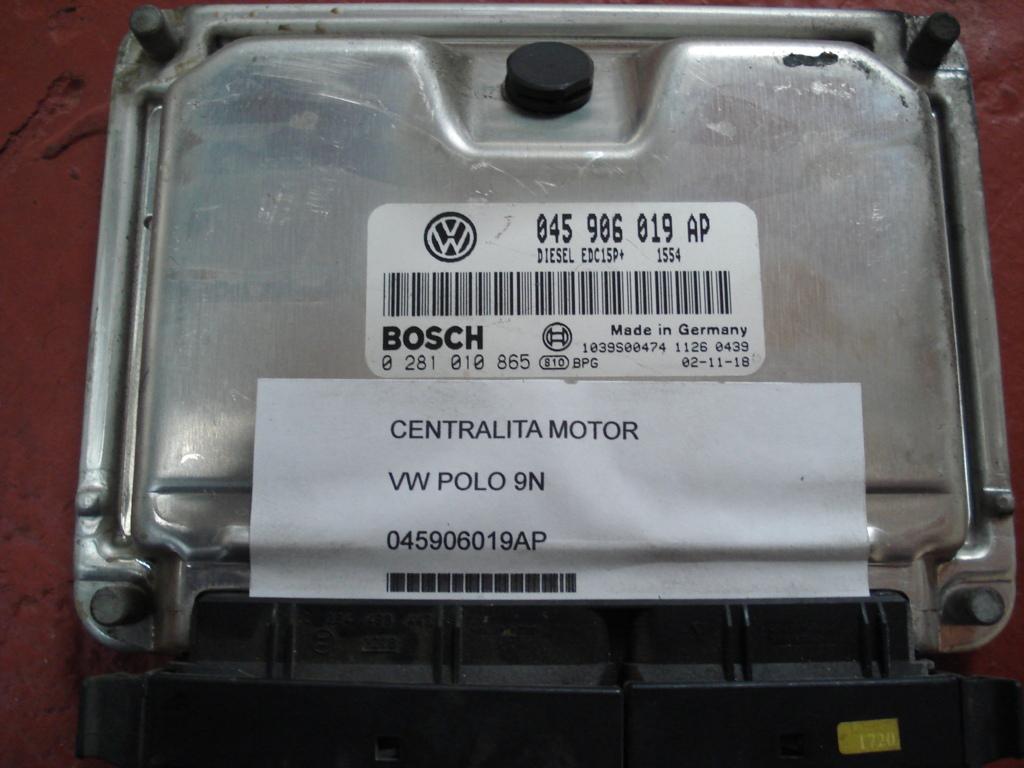 045 906 019 AP
DIESEL EDC15P+ 1554
BOSCH
Made in Germany
1039S00474 1126 0439
0 281 010 865 810 BPG 02-11-18
CENTRALITA MOTOR
VW POLO 9N
045906019AP
1720